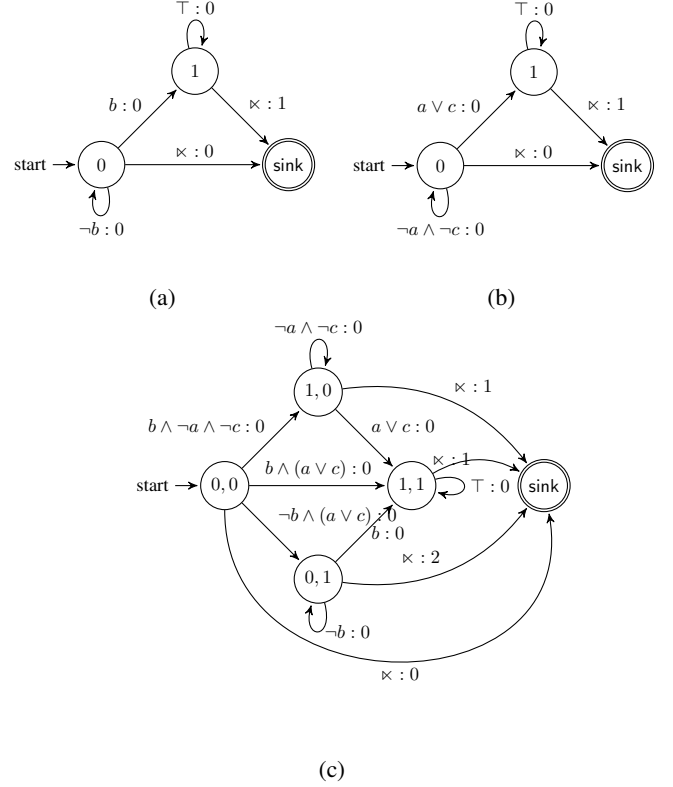 ⊤ : 0
1
b : 0
⋉ : 1
start
0
⋉ : 0
sink
¬b : 0
(a)
⊤ : 0
1
a ∨ c : 0
⋉ : 1
start
0
⋉ : 0
sink
¬a ∧ ¬c : 0
(b)
¬a ∧ ¬c : 0
1, 0
⋉ : 1
b ∧ ¬a ∧ ¬c : 0
a ∨ c : 0
⋉ : 1
b ∧ (a ∨ c) : 0
start
0, 0
1, 1
⊤ : 0
sink
¬b ∧ (a ∨ c) : 0
b : 0
⋉ : 2
0, 1
¬b : 0
⋉ : 0
(c)